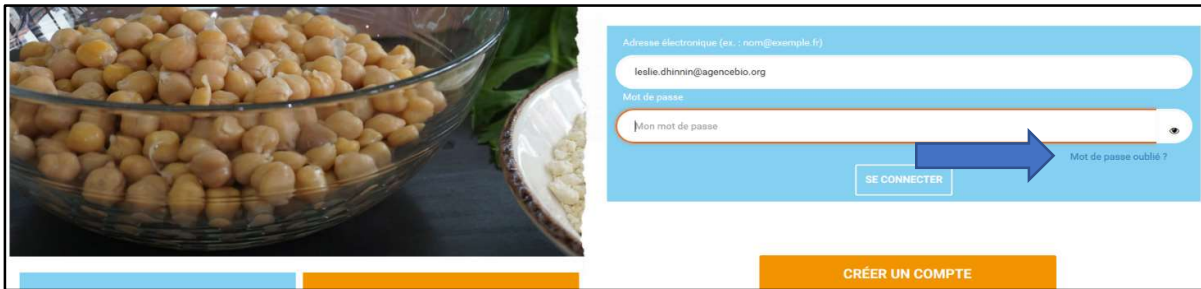 Adresse électronique (ex. : nom@exemple.fr)
leslie.dhinnin@agencebio.org
Mot de passe
Mon mot de passe
Mot de passe oublié ?
SE CONNECTER
CRÉER UN COMPTE